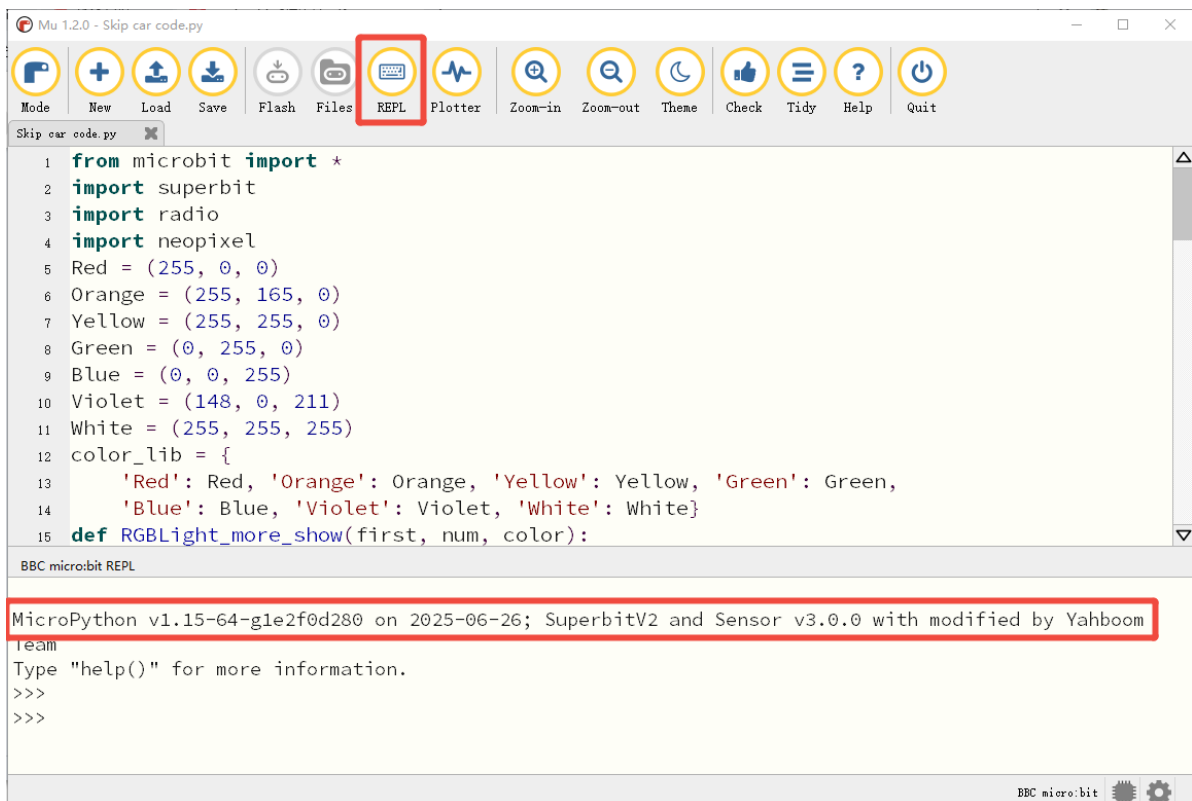 Mu 1.2.0 - Skip car code.py
Mode New Load Save Flash Files REPL Plotter Zoom-in Zoom-out Theme Check Tidy Help Quit
Skip car code.py
1 from microbit import *
2 import superbit
3 import radio
4 import neopixel
5 Red = (255, 0, 0)
6 Orange = (255, 165, 0)
7 Yellow = (255, 255, 0)
8 Green = (0, 255, 0)
9 Blue = (0, 0, 255)
10 Violet = (148, 0, 211)
11 White = (255, 255, 255)
12 color_lib = {
13 'Red': Red, 'Orange': Orange, 'Yellow': Yellow, 'Green': Green,
14 'Blue': Blue, 'Violet': Violet, 'White': White}
15 def RGBLight_more_show(first, num, color):
BBC micro:bit REPL
MicroPython v1.15-64-g1e2f0d280 on 2025-06-26; SuperbitV2 and Sensor v3.0.0 with modified by Yahboom
Team
Type "help()" for more information.
>>>
>>>
BBC micro:bit